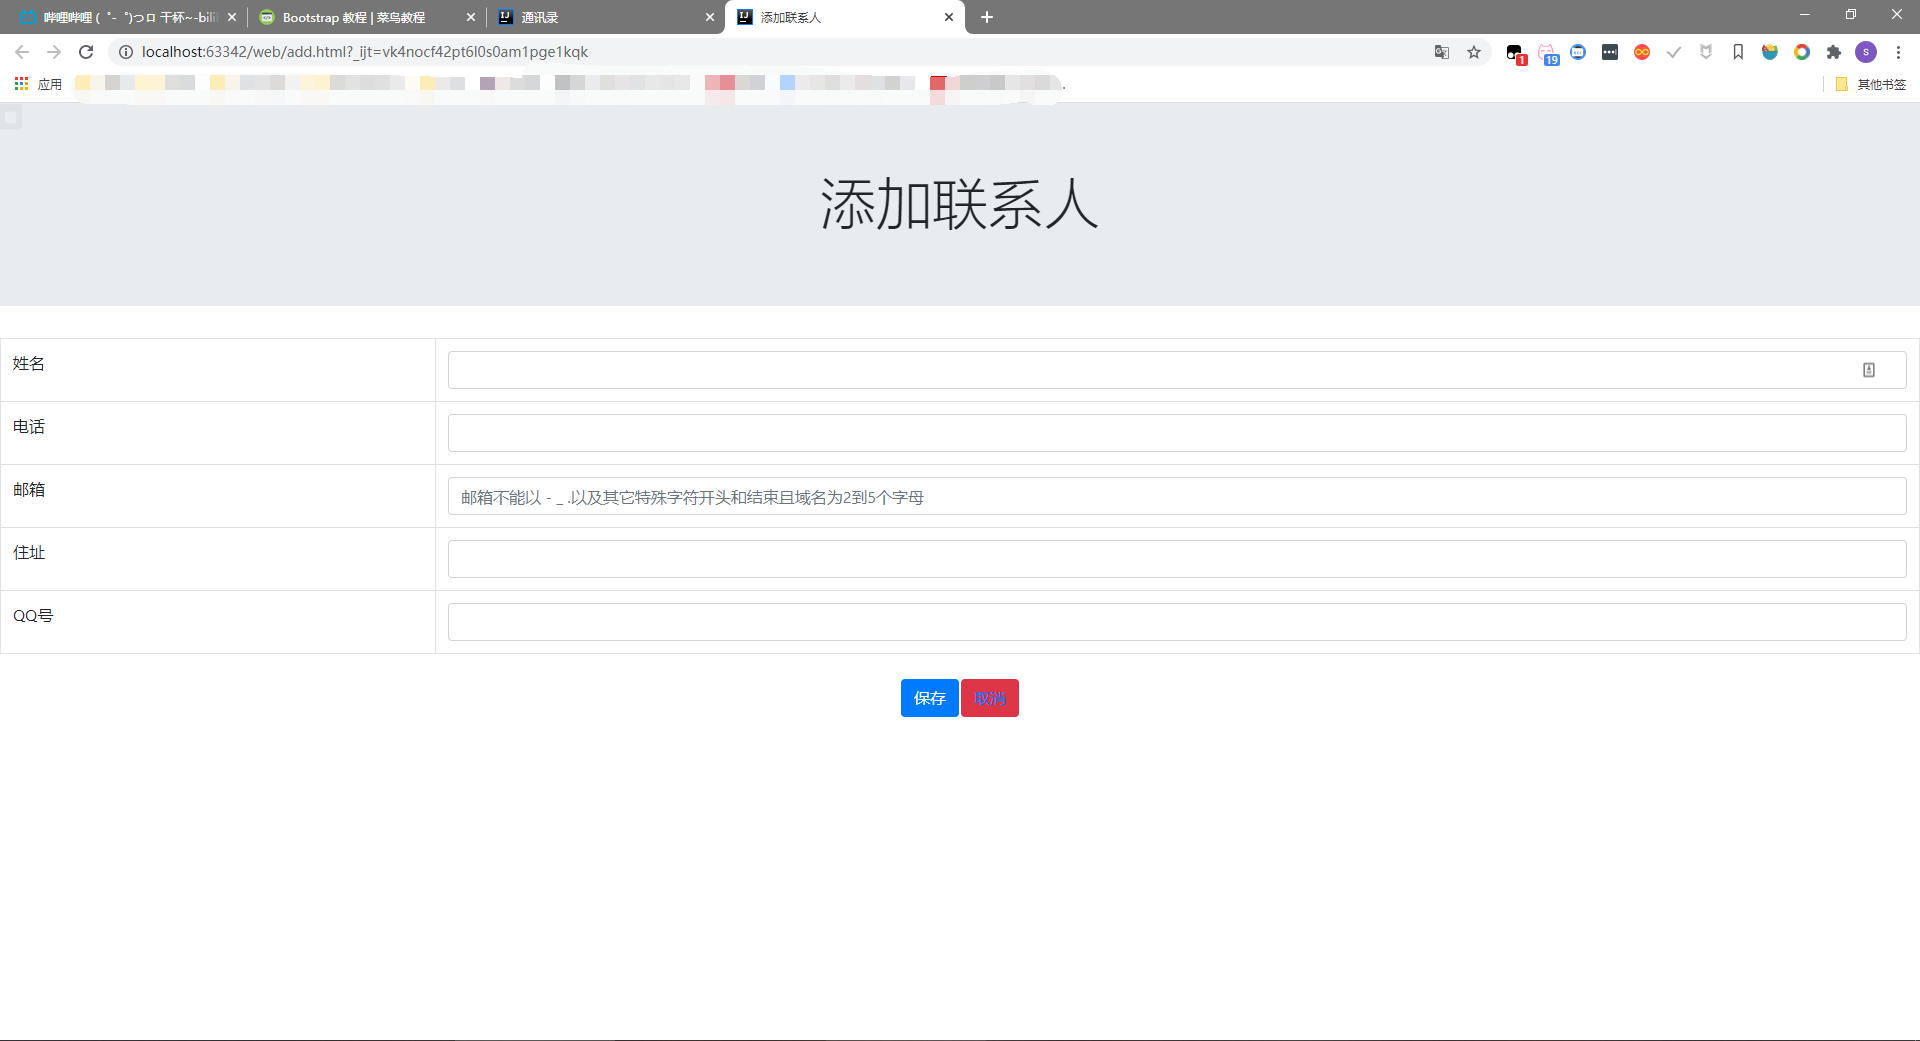 哔哩哔哩 ( ゜- ゜)つロ 干杯~-bili
Bootstrap 教程 | 菜鸟教程
通讯录
添加联系人
localhost:63342/web/add.html?_ijt=vk4nocf42pt6l0s0am1pge1kqk
1
19
S
应用
其他书签
添加联系人
姓名
电话
邮箱
邮箱不能以 - _ .以及其它特殊字符开头和结束且域名为2到5个字母
住址
QQ号
保存 取消